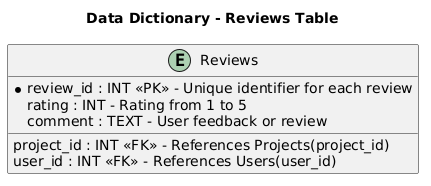 Data Dictionary - Reviews Table
E Reviews
review_id : INT «PK» - Unique identifier for each review
rating : INT - Rating from 1 to 5
comment : TEXT - User feedback or review
project_id : INT «FK» - References Projects(project_id)
user_id : INT «FK» - References Users(user_id)